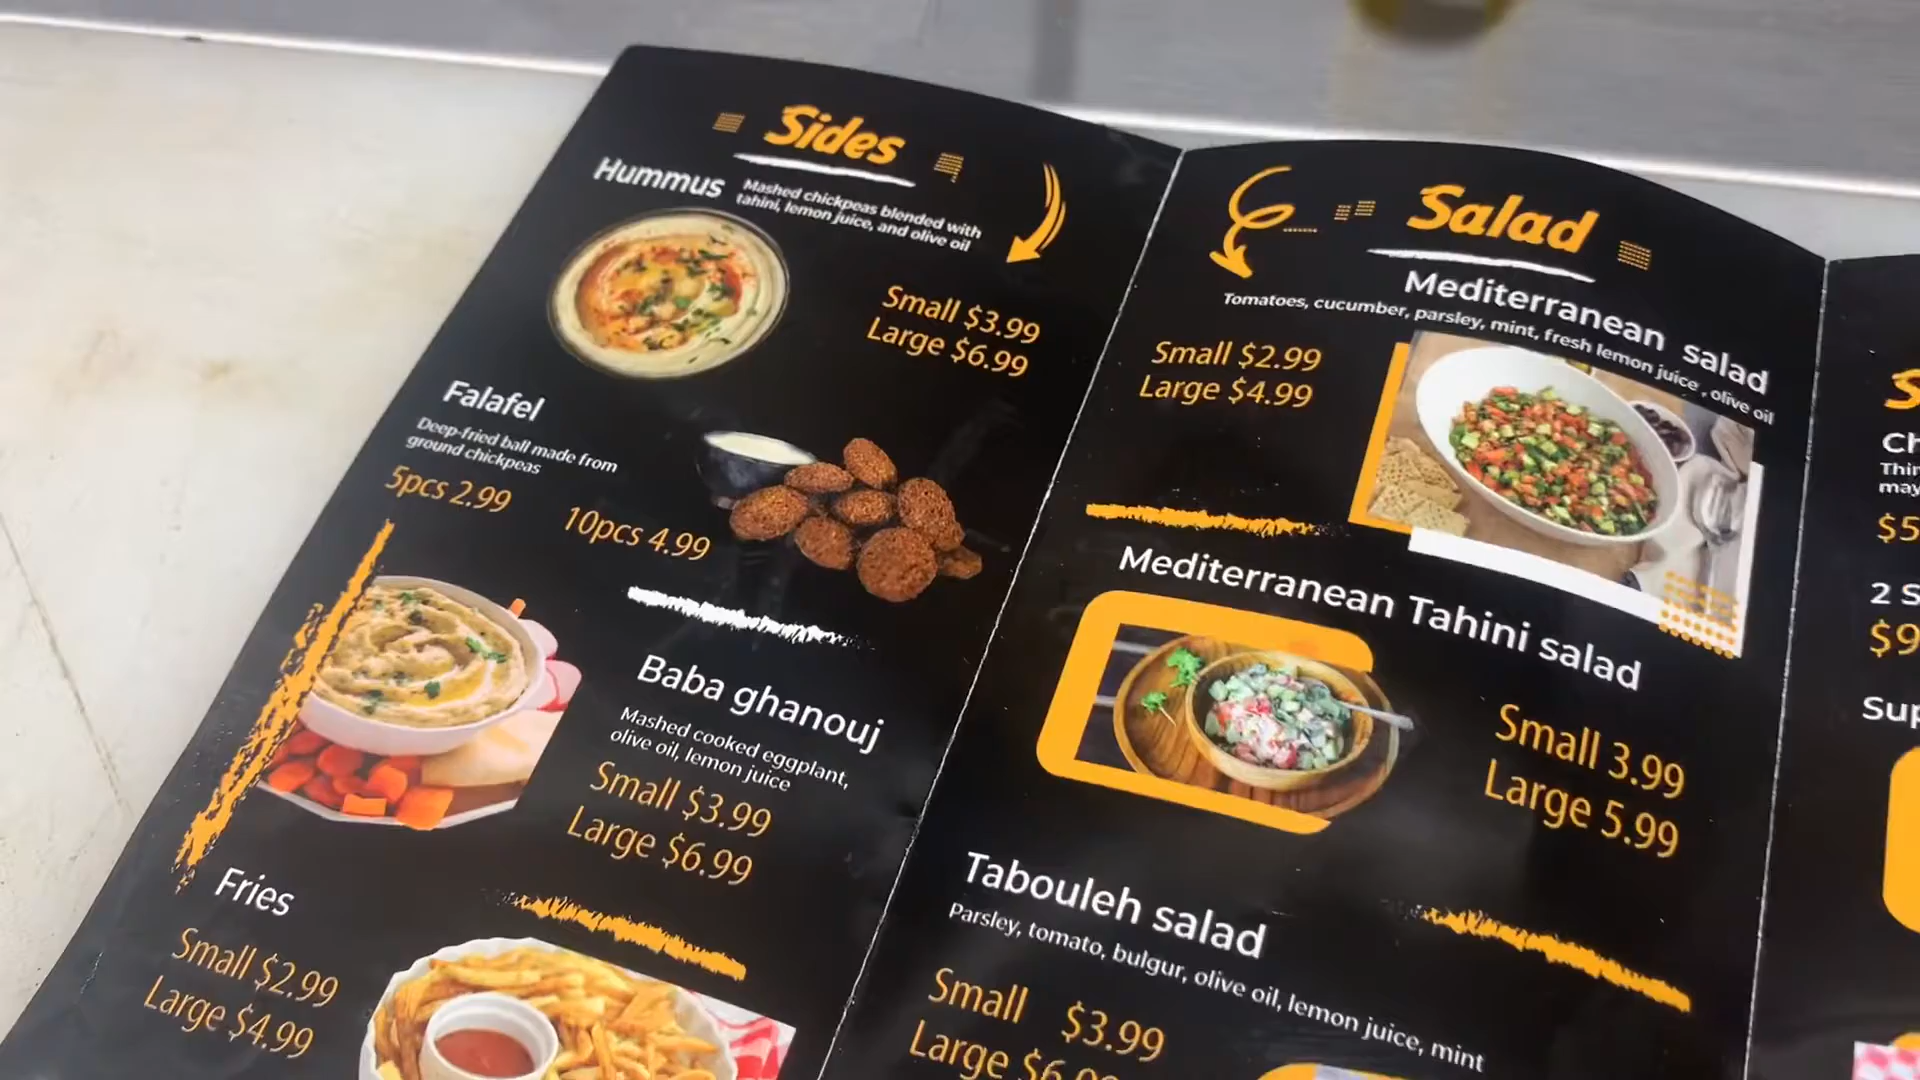 Sides
Hummus
Mashed chickpeas blended with
tahini, lemon juice, and olive oil
Small $3.99
Large $6.99
Falafel
Deep-fried ball made from
ground chickpeas
5pcs 2.99
10pcs 4.99
Baba ghanouj
Mashed cooked eggplant,
olive oil, lemon juice
Small $3.99
Large $6.99
Fries
Small $2.99
Large $4.99
Salad
Mediterranean salad
Tomatoes, cucumber, parsley, mint, fresh lemon juice , olive oil
Small $2.99
Large $4.99
Mediterranean Tahini salad
Small 3.99
Large 5.99
Tabouleh salad
Parsley, tomato, bulgur, olive oil, lemon juice, mint
Small $3.99
Large $6.99